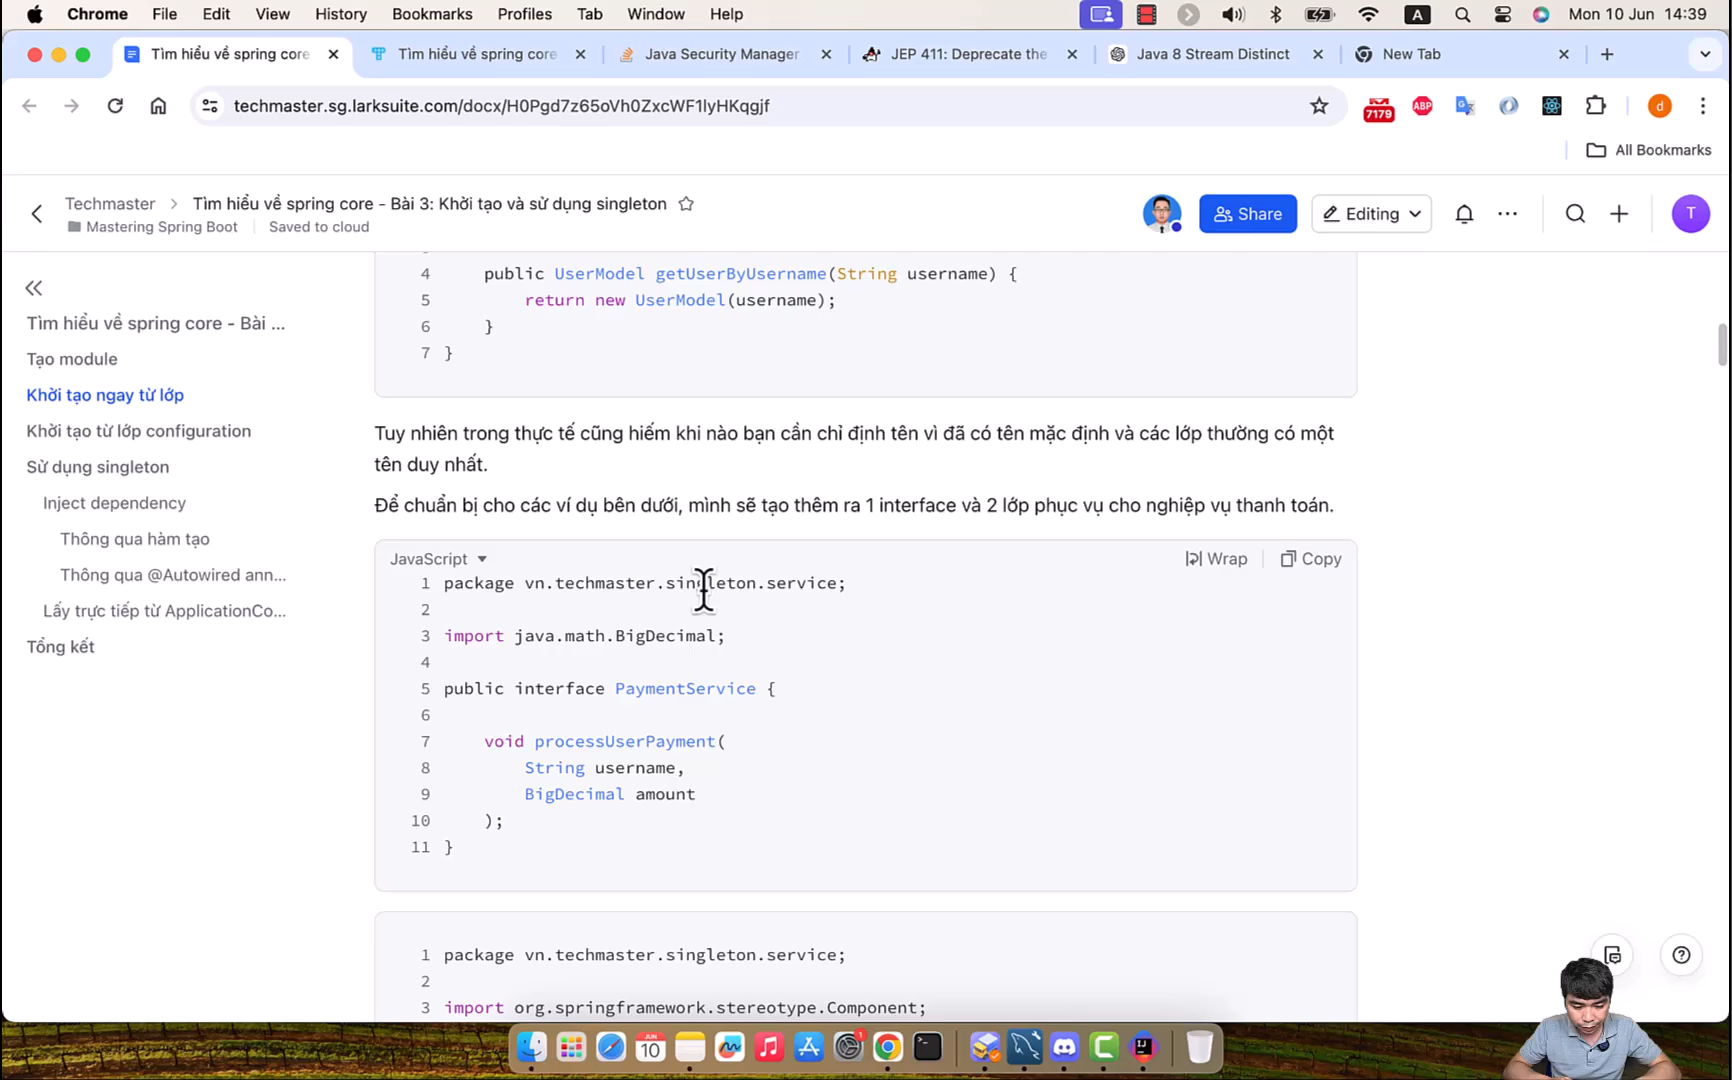 Chrome File Edit View History Bookmarks Profiles Tab Window Help A Mon 10 Jun 14:39
Tìm hiểu về spring core Tìm hiểu về spring core Java Security Manager JEP 411: Deprecate the Java 8 Stream Distinct New Tab
techmaster.sg.larksuite.com/docx/H0Pgd7z65oVh0ZxcWF1lyHKqgjf 7179 ABP d
All Bookmarks
Techmaster Tìm hiểu về spring core - Bài 3: Khởi tạo và sử dụng singleton Share Editing T
Mastering Spring Boot Saved to cloud
Tìm hiểu về spring core - Bài ...
Tạo module
Khởi tạo ngay từ lớp
Khởi tạo từ lớp configuration
Sử dụng singleton
Inject dependency
Thông qua hàm tạo
Thông qua @Autowired ann...
Lấy trực tiếp từ ApplicationCo...
Tổng kết
4 public UserModel getUserByUsername(String username) {
5 return new UserModel(username);
6 }
7 }
Tuy nhiên trong thực tế cũng hiếm khi nào bạn cần chỉ định tên vì đã có tên mặc định và các lớp thường có một
tên duy nhất.
Để chuẩn bị cho các ví dụ bên dưới, mình sẽ tạo thêm ra 1 interface và 2 lớp phục vụ cho nghiệp vụ thanh toán.
JavaScript Wrap Copy
1 package vn.techmaster.singleton.service;
2
3 import java.math.BigDecimal;
4
5 public interface PaymentService {
6
7 void processUserPayment(
8 String username,
9 BigDecimal amount
10 );
11 }
1 package vn.techmaster.singleton.service;
2
3 import org.springframework.stereotype.Component;
JUN
10
1